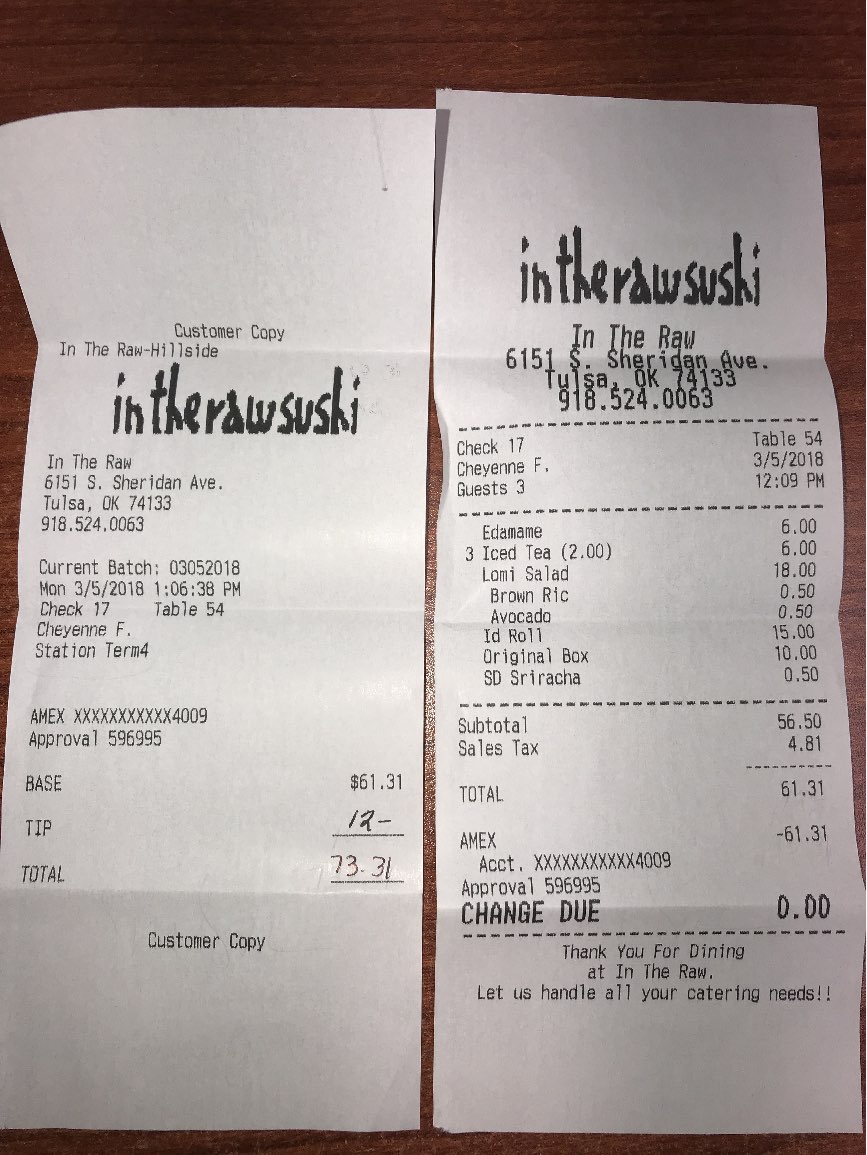 Customer Copy
In The Raw-Hillside
intherawsushi
In The Raw
6151 S. Sheridan Ave.
Tulsa, OK 74133
918.524.0063
Current Batch: 03052018
Mon 3/5/2018 1:06:38 PM
Check 17 Table 54
Cheyenne F.
Station Term4
AMEX XXXXXXXXXXX4009
Approval 596995
BASE $61.31
TIP 12-
TOTAL 73.31
Customer Copy
intherawsushi
In The Raw
6151 S. Sheridan Ave.
Tulsa, OK 74133
918.524.0063
Check 17 Table 54
Cheyenne F. 3/5/2018
Guests 3 12:09 PM
Edamame 6.00
3 Iced Tea (2.00) 6.00
Lomi Salad 18.00
Brown Ric 0.50
Avocado 0.50
Id Roll 15.00
Original Box 10.00
SD Sriracha 0.50
Subtotal 56.50
Sales Tax 4.81
TOTAL 61.31
AMEX -61.31
Acct. XXXXXXXXXXX4009
Approval 596995
CHANGE DUE 0.00
Thank You For Dining
at In The Raw.
Let us handle all your catering needs!!